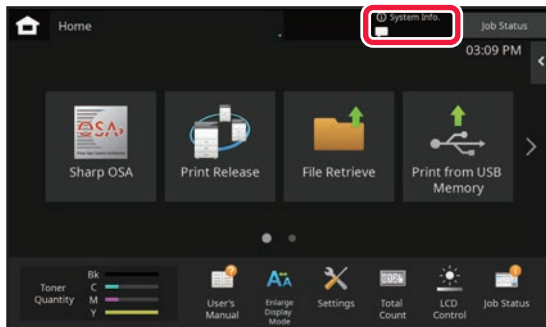 Home
System Info.
Job Status
03:09 PM
OSA
Sharp OSA
Print Release
File Retrieve
Print from USB
Memory
Toner
Quantity
Bk
C
M
Y
User's
Manual
Enlarge
Display
Mode
Settings
Total
Count
LCD
Control
Job Status